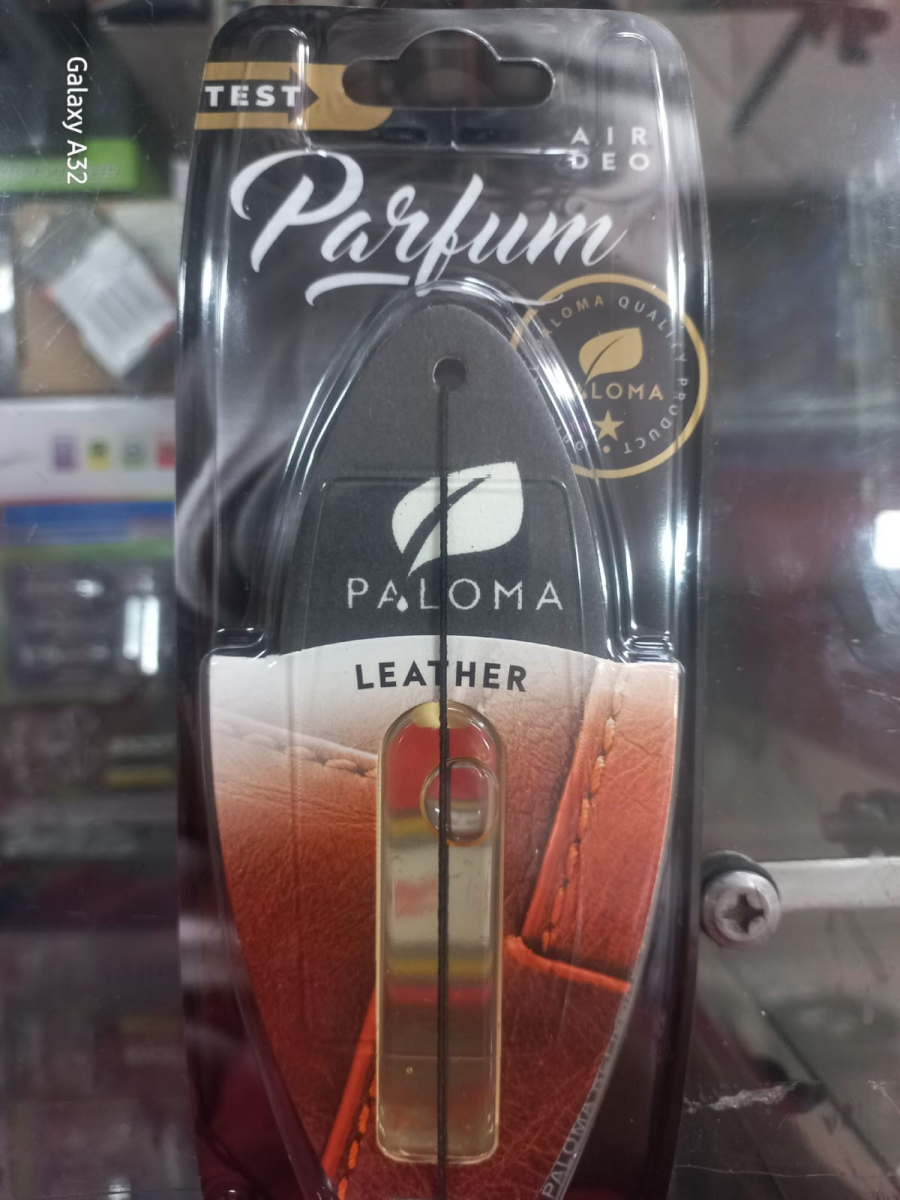 Galaxy A32
TEST
AIR
DEO
Parfum
PALOMA QUALITY PRODUCT
PALOMA
PALOMA
LEATHER